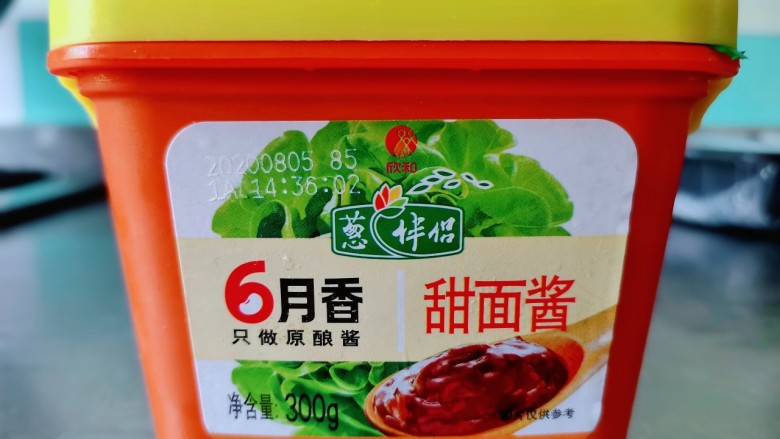 20200805 85
1A 14:36:02
欣和
葱伴侣
6月香
只做原酿酱
甜面酱
净含量: 300g
图片仅供参考